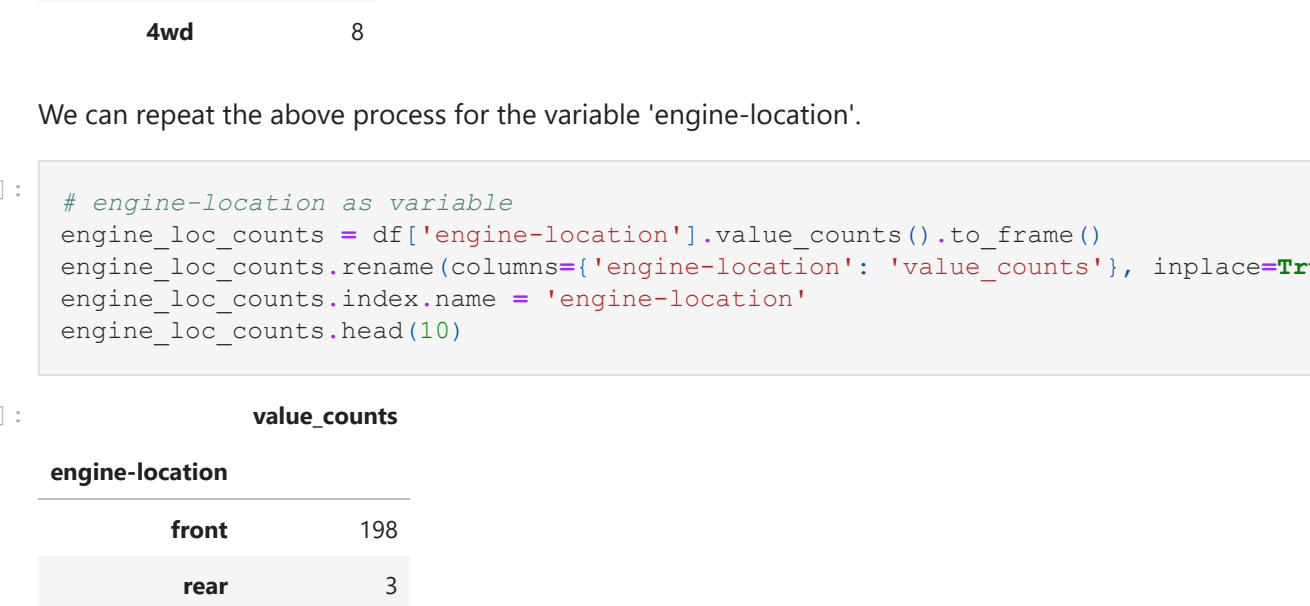 4wd 8
We can repeat the above process for the variable 'engine-location'.
]:
# engine-location as variable
engine_loc_counts = df['engine-location'].value_counts().to_frame()
engine_loc_counts.rename(columns={'engine-location': 'value_counts'}, inplace=Tr
engine_loc_counts.index.name = 'engine-location'
engine_loc_counts.head(10)
]: value_counts
engine-location
front 198
rear 3